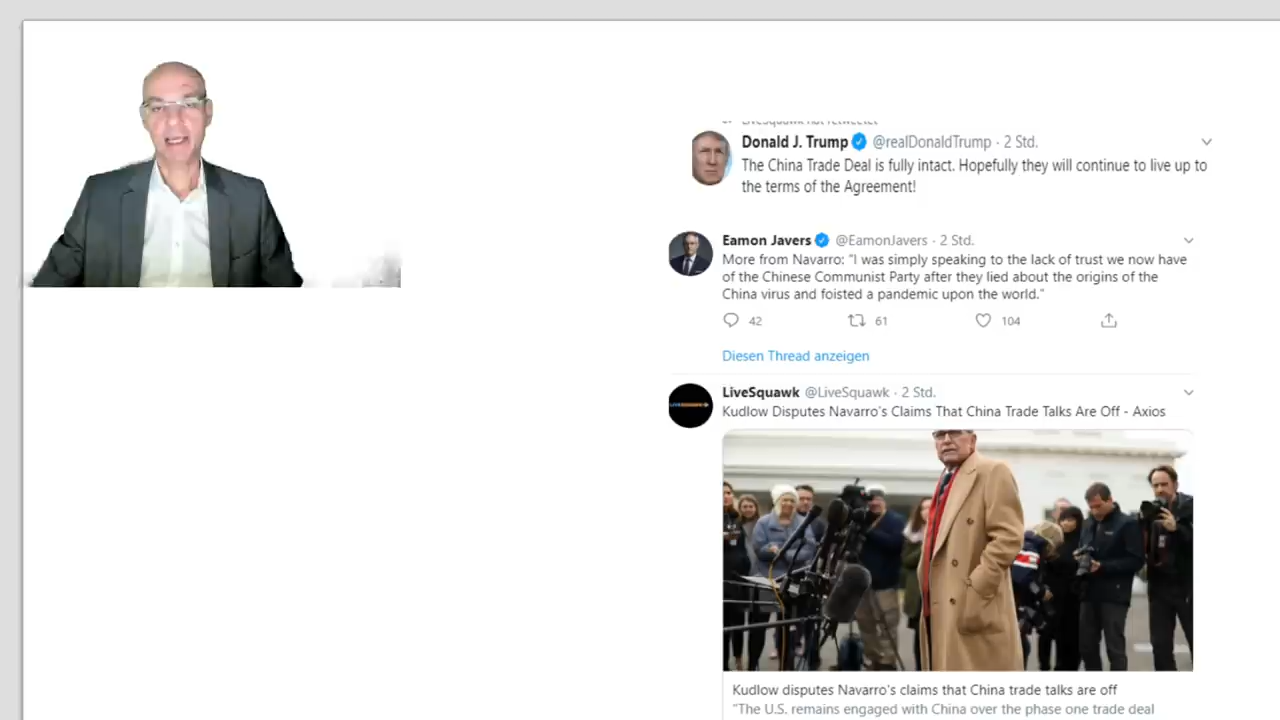 LiveSquawk hat retweetet
Donald J. Trump @realDonaldTrump · 2 Std.
The China Trade Deal is fully intact. Hopefully they will continue to live up to
the terms of the Agreement!
Eamon Javers @EamonJavers · 2 Std.
More from Navarro: "I was simply speaking to the lack of trust we now have
of the Chinese Communist Party after they lied about the origins of the
China virus and foisted a pandemic upon the world."
42 61 104
Diesen Thread anzeigen
LiveSquawk @LiveSquawk · 2 Std.
Kudlow Disputes Navarro's Claims That China Trade Talks Are Off - Axios
Kudlow disputes Navarro's claims that China trade talks are off
"The U.S. remains engaged with China over the phase one trade deal